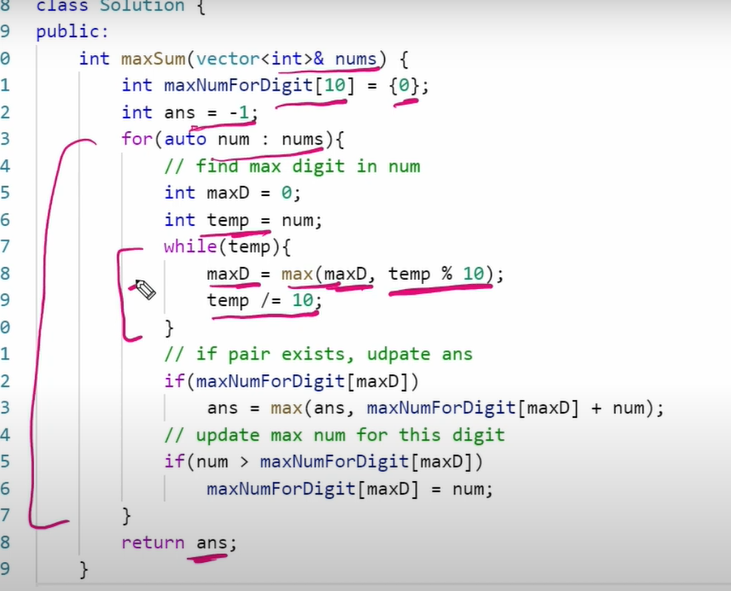 8 class Solution {
9 public:
0 int maxSum(vector<int>& nums) {
1 int maxNumForDigit[10] = {0};
2 int ans = -1;
3 for(auto num : nums){
4 // find max digit in num
5 int maxD = 0;
6 int temp = num;
7 while(temp){
8 maxD = max(maxD, temp % 10);
9 temp /= 10;
0 }
1 // if pair exists, udpate ans
2 if(maxNumForDigit[maxD])
3 ans = max(ans, maxNumForDigit[maxD] + num);
4 // update max num for this digit
5 if(num > maxNumForDigit[maxD])
6 maxNumForDigit[maxD] = num;
7 }
8 return ans;
9 }